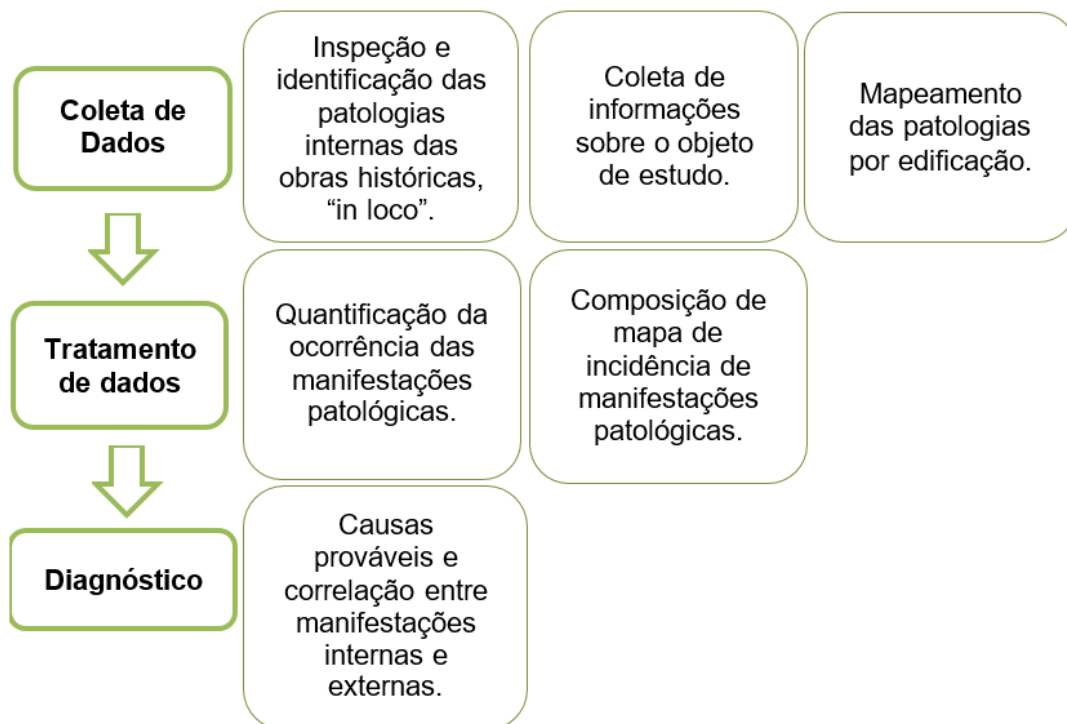 Coleta de
Dados
Inspeção e
identificação das
patologias
internas das
obras históricas,
“in loco”.
Coleta de
informações
sobre o objeto
de estudo.
Mapeamento
das patologias
por edificação.
Tratamento
de dados
Quantificação da
ocorrência das
manifestações
patológicas.
Composição de
mapa de
incidência de
manifestações
patológicas.
Diagnóstico
Causas
prováveis e
correlação entre
manifestações
internas e
externas.